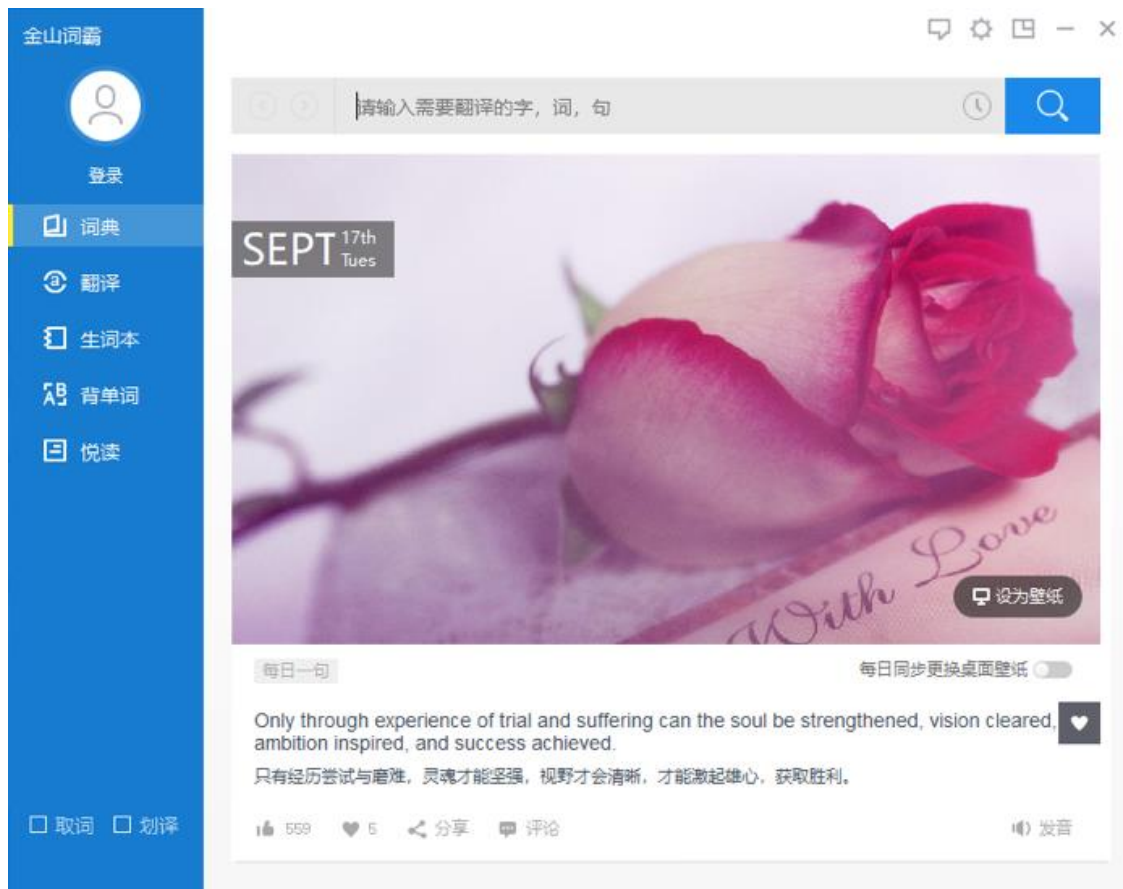 金山词霸
登录
词典
翻译
生词本
背单词
悦读
取词 划译
请输入需要翻译的字，词，句
SEPT 17th
Tues
With Love
设为壁纸
每日一句
每日同步更换桌面壁纸
Only through experience of trial and suffering can the soul be strengthened, vision cleared,
ambition inspired, and success achieved.
只有经历尝试与磨难，灵魂才能坚强，视野才会清晰，才能激起雄心，获取胜利。
559 5 分享 评论 发音